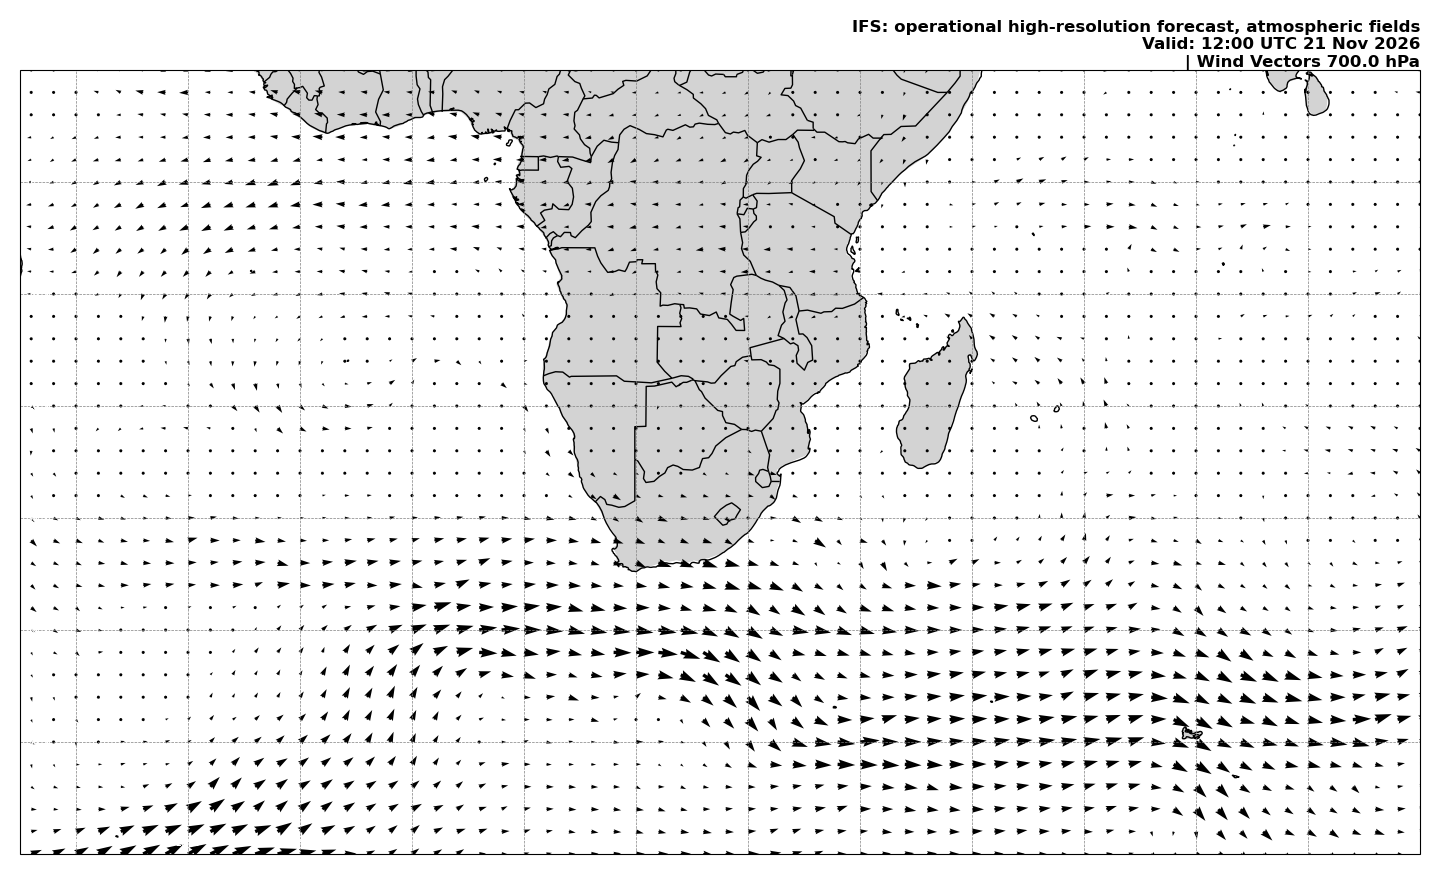 IFS: operational high-resolution forecast, atmospheric fields
Valid: 12:00 UTC 21 Nov 2026
| Wind Vectors 700.0 hPa